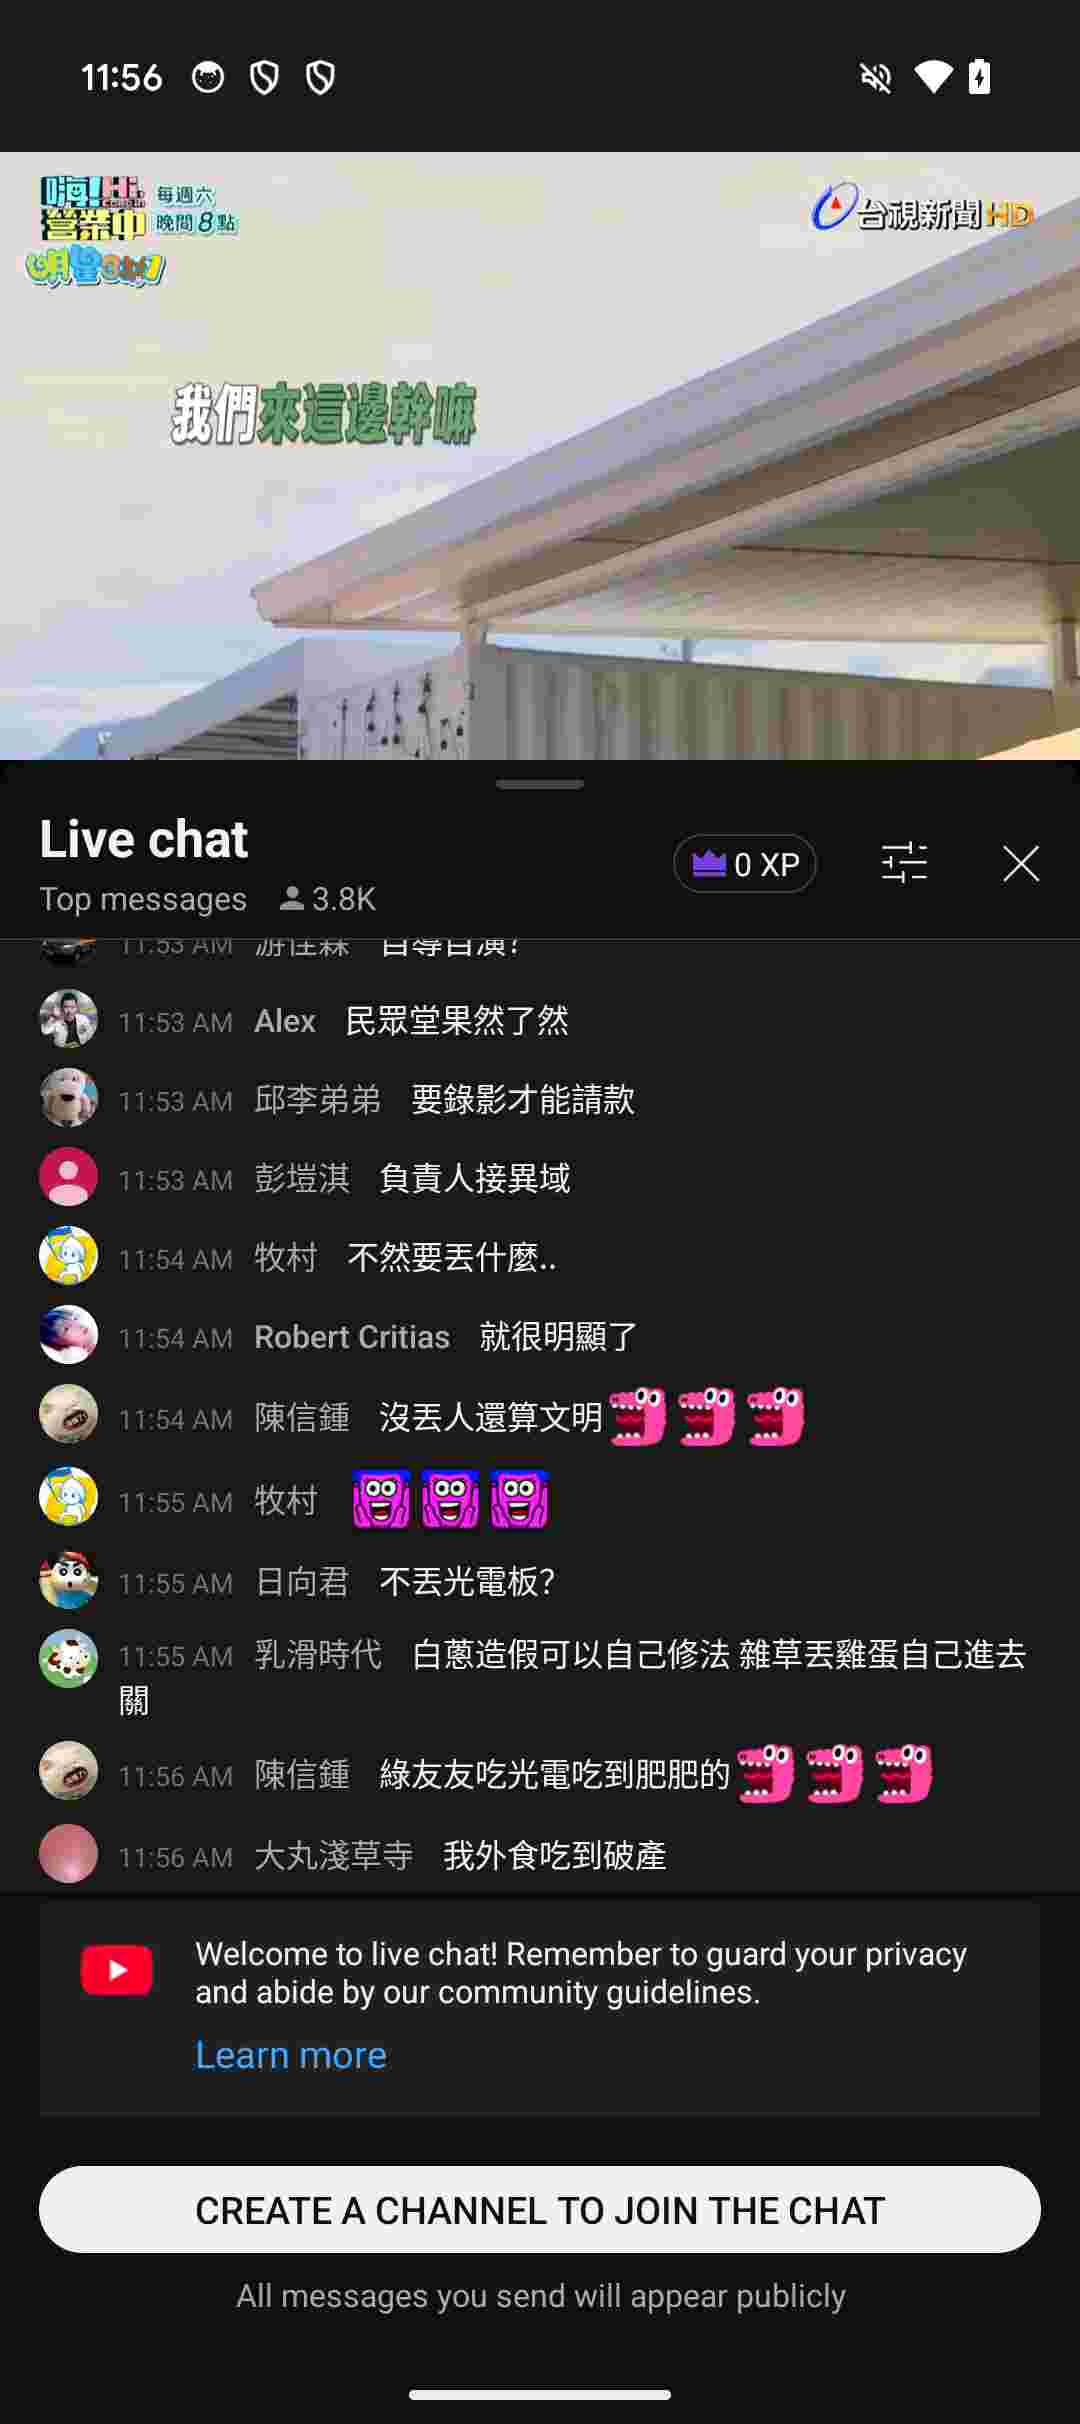 11:56
嗨!Hi.
營業中
每週六
晚間8點
明星3缺1
台視新聞HD
我們來這邊幹嘛
Live chat
Top messages 3.8K
0 XP
11:53 AM 游佳霖 自導自演?
11:53 AM Alex 民眾堂果然了然
11:53 AM 邱李弟弟 要錄影才能請款
11:53 AM 彭塏淇 負責人接異域
11:54 AM 牧村 不然要丟什麼..
11:54 AM Robert Critias 就很明顯了
11:54 AM 陳信鍾 沒丟人還算文明
11:55 AM 牧村
11:55 AM 日向君 不丟光電板?
11:55 AM 乳滑時代 白蔥造假可以自己修法 雜草丟雞蛋自己進去
關
11:56 AM 陳信鍾 綠友友吃光電吃到肥肥的
11:56 AM 大丸淺草寺 我外食吃到破產
Welcome to live chat! Remember to guard your privacy
and abide by our community guidelines.
Learn more
CREATE A CHANNEL TO JOIN THE CHAT
All messages you send will appear publicly